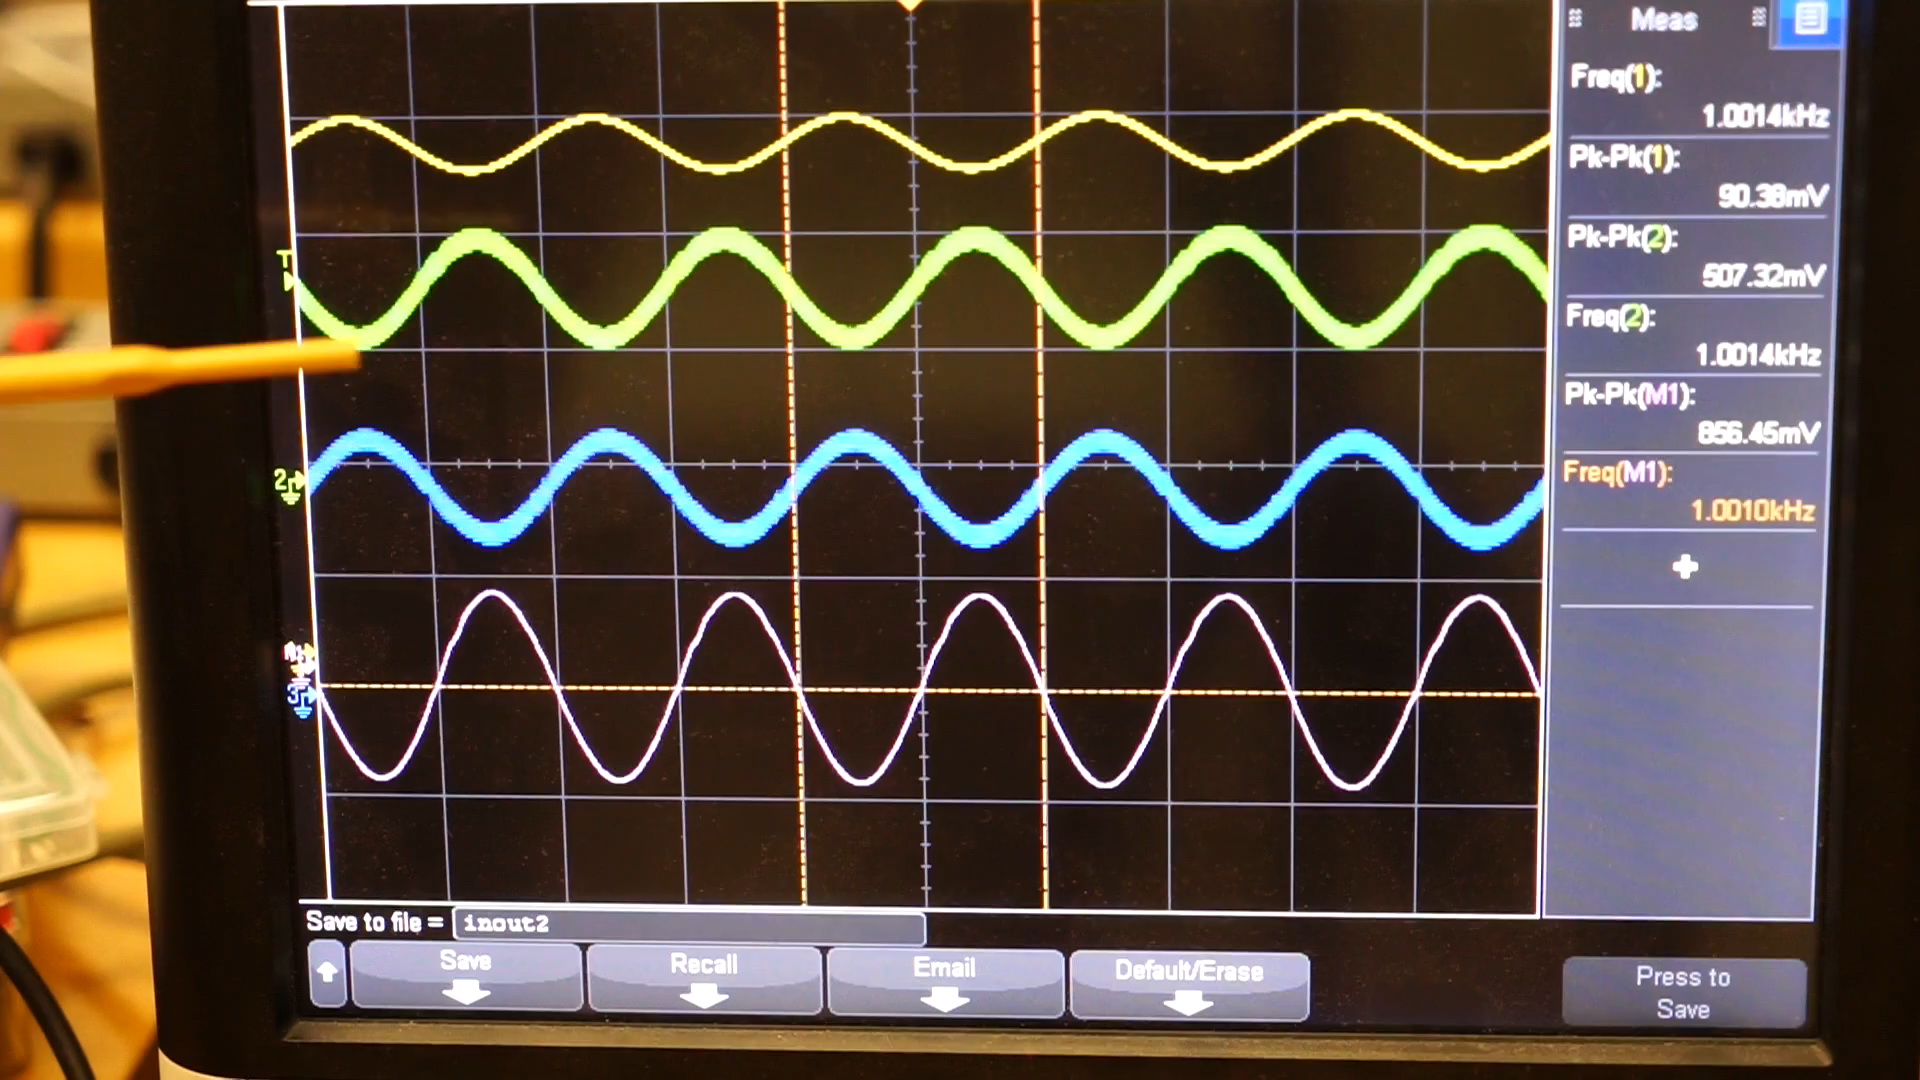 Meas
Freq(1):
1.0014kHz
Pk-Pk(1):
90.38mV
Pk-Pk(2):
507.32mV
Freq(2):
1.0014kHz
Pk-Pk(M1):
856.45mV
Freq(M1):
1.0010kHz
T
2
3
Save to file = inout2
Save
Recall
Email
Default/Erase
Press to
Save